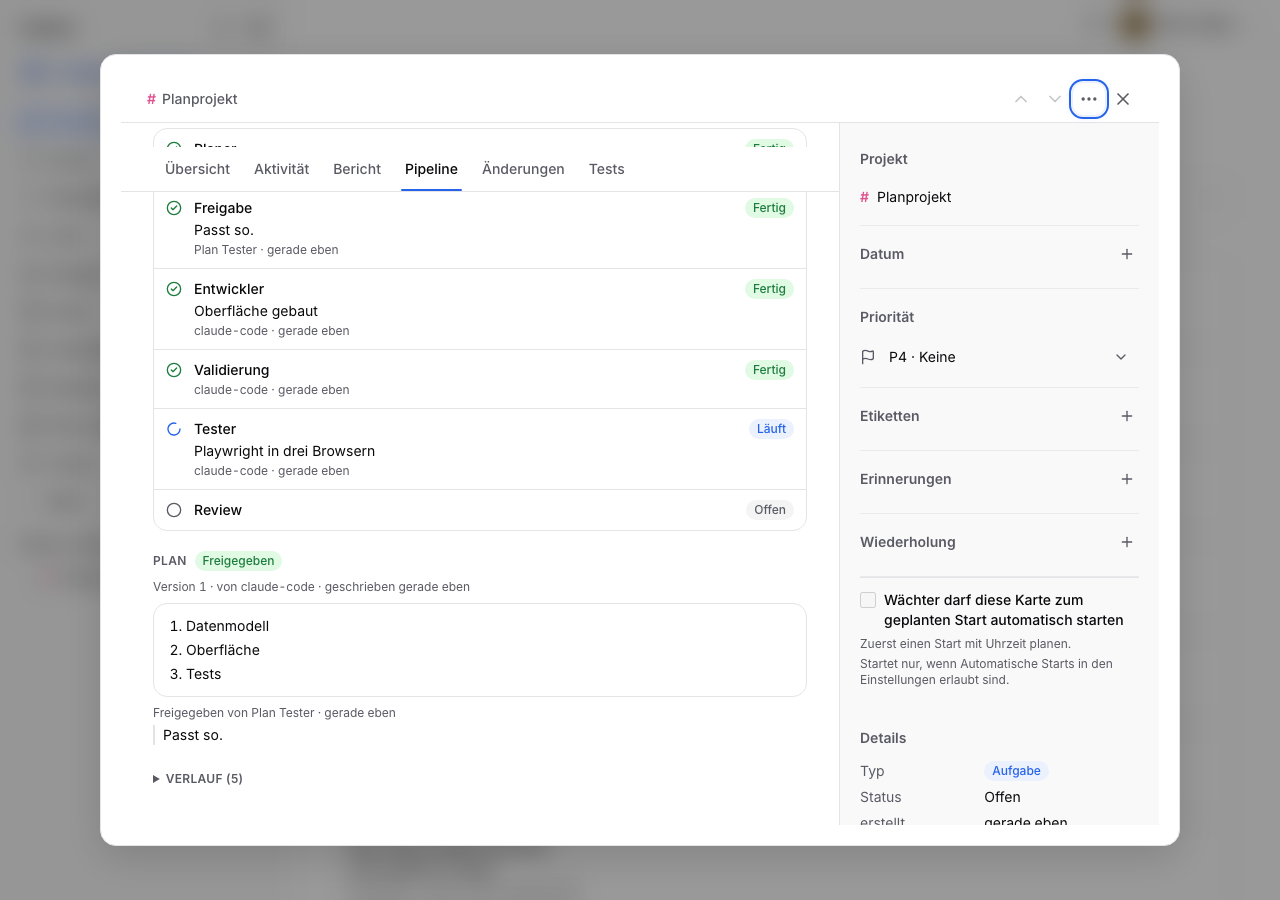 # Planprojekt
Planer
Fertig
Übersicht
Aktivität
Bericht
Pipeline
Änderungen
Tests
Freigabe
Fertig
Passt so.
Plan Tester · gerade eben
Entwickler
Fertig
Oberfläche gebaut
claude-code · gerade eben
Validierung
Fertig
claude-code · gerade eben
Tester
Läuft
Playwright in drei Browsern
claude-code · gerade eben
Review
Offen
PLAN
Freigegeben
Version 1 · von claude-code · geschrieben gerade eben
1. Datenmodell
2. Oberfläche
3. Tests
Freigegeben von Plan Tester · gerade eben
Passt so.
VERLAUF (5)
Projekt
# Planprojekt
Datum
Priorität
P4 · Keine
Etiketten
Erinnerungen
Wiederholung
Wächter darf diese Karte zum
geplanten Start automatisch starten
Zuerst einen Start mit Uhrzeit planen.
Startet nur, wenn Automatische Starts in den
Einstellungen erlaubt sind.
Details
Typ
Aufgabe
Status
Offen
erstellt
gerade eben